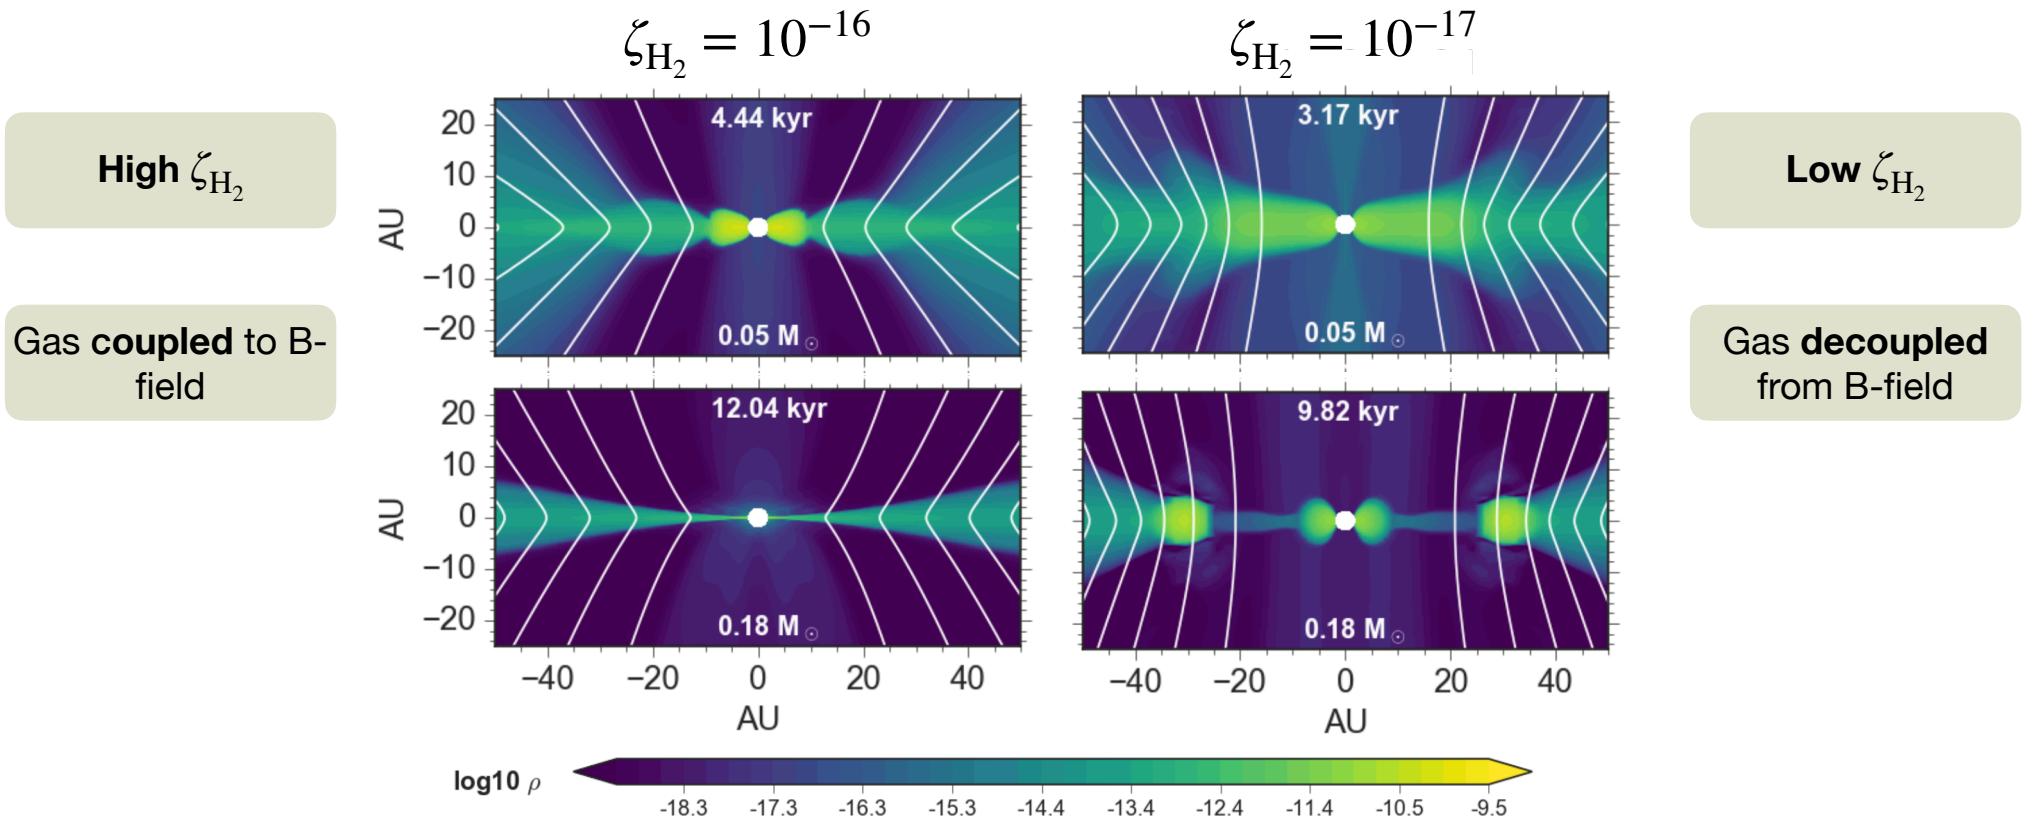 ζH₂ = 10⁻¹⁶
ζH₂ = 10⁻¹⁷
High ζH₂
Gas coupled to B-
field
4.44 kyr
0.05 M☉
20
10
0
−10
−20
AU
3.17 kyr
0.05 M☉
Low ζH₂
Gas decoupled
from B-field
12.04 kyr
0.18 M☉
20
10
0
−10
−20
AU
−40 −20 0 20 40
AU
9.82 kyr
0.18 M☉
−40 −20 0 20 40
AU
log10 ρ
-18.3 -17.3 -16.3 -15.3 -14.4 -13.4 -12.4 -11.4 -10.5 -9.5